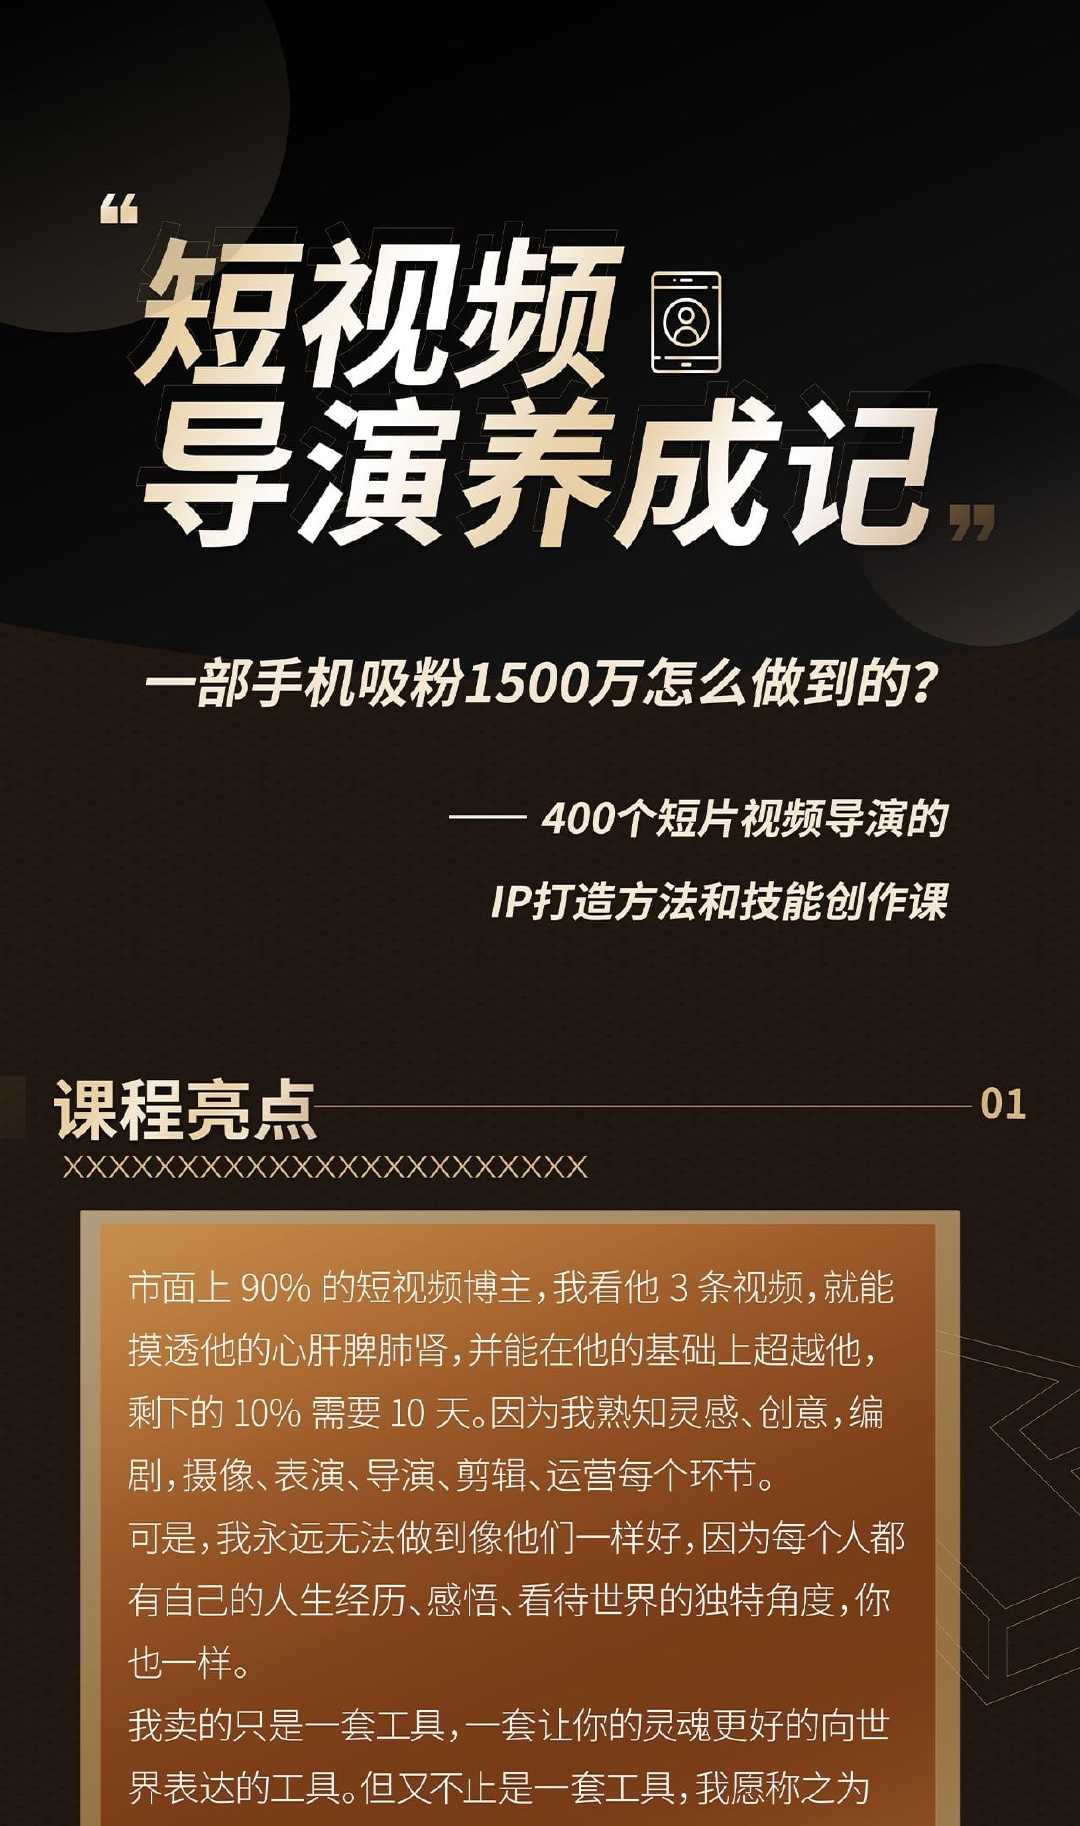 “短视频
导演养成记”
一部手机吸粉1500万怎么做到的?
—— 400个短片视频导演的
IP打造方法和技能创作课
课程亮点 01
XXXXXXXXXXXXXXXXXXXXXXXX
市面上 90% 的短视频博主，我看他 3 条视频，就能
摸透他的心肝脾肺肾，并能在他的基础上超越他，
剩下的 10% 需要 10 天。因为我熟知灵感、创意，编
剧，摄像、表演、导演、剪辑、运营每个环节。
可是，我永远无法做到像他们一样好，因为每个人都
有自己的人生经历、感悟、看待世界的独特角度，你
也一样。
我卖的只是一套工具，一套让你的灵魂更好的向世
界表达的工具。但又不止是一套工具，我愿称之为